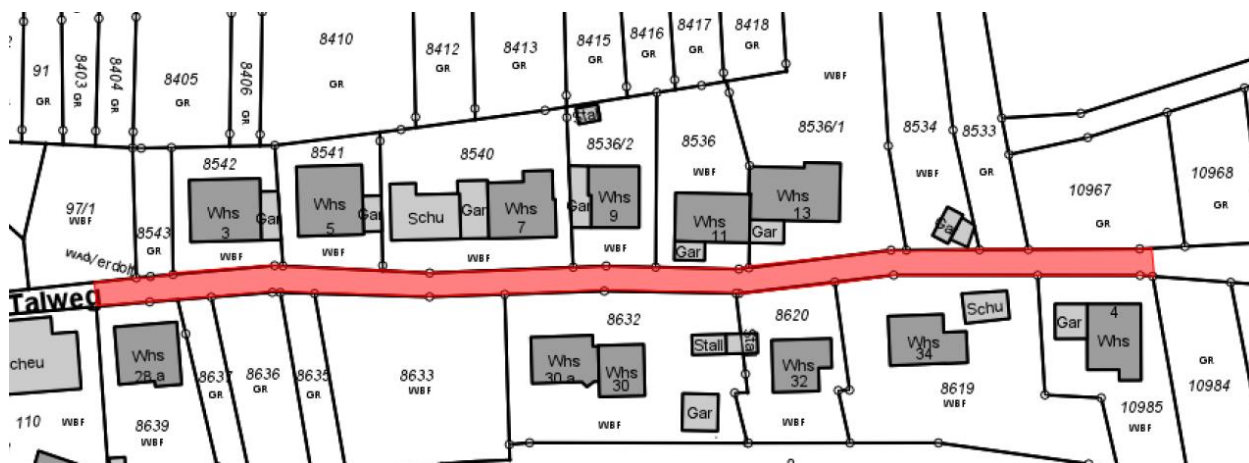 8410
8417 8418
8416
8415
8412 8413
91 8403 8404 8405 8406
GR GR GR GR GR GR GR GR GR GR GR GR
WBF
Stall
8536/1
8534 8533
8536/2 8536
8542 8541 8540
WBF WBF GR
10967 10968
GR GR
97/1
WBF
8543
GR
Whs
3
Gar
Whs
5
Gar
Schu Gar Whs
7
Gar Whs
9
Whs
11
Gar
Whs
13
Gar
WBF WBF WBF WBF
Talweg
8632 8620
Schu
Gar 4
Whs
cheu
Whs
28 a
8637
GR
8636
GR
8635
GR
8633
WBF
Whs
30 a
Whs
30
Stall
Whs
32
Whs
34
Gar
8619
WBF
GR
10984
10985
WBF
110 WBF
8639
WBF
WBF WBF